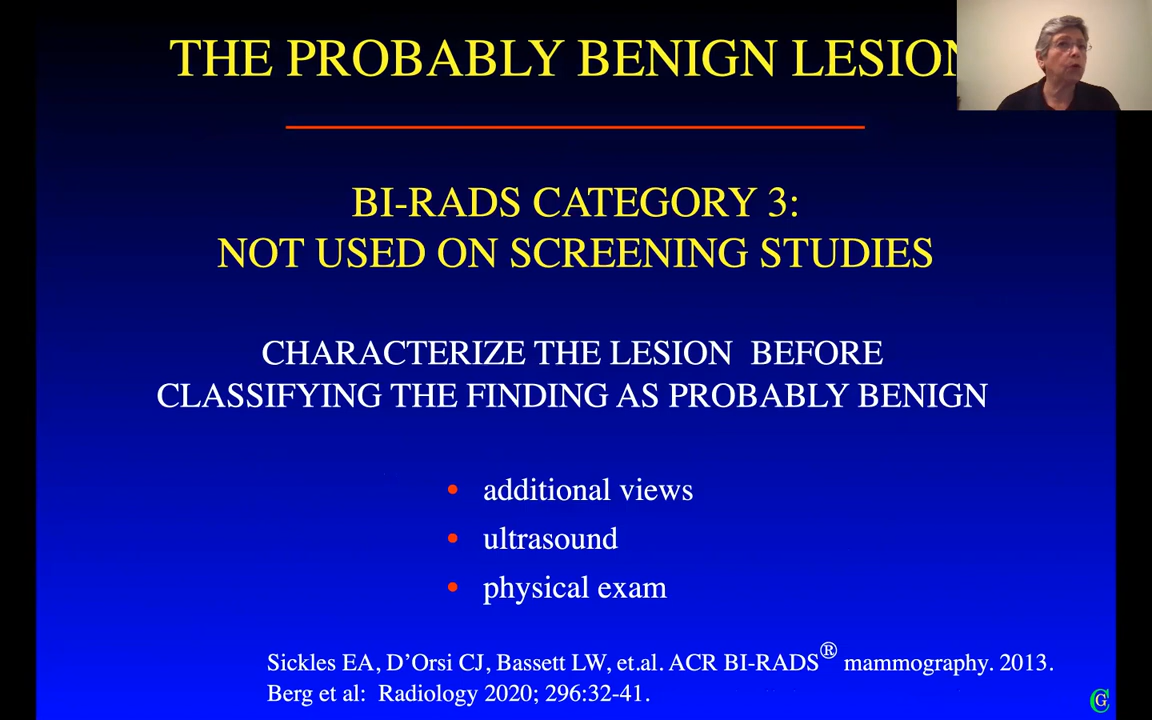 THE PROBABLY BENIGN LESION
BI-RADS CATEGORY 3:
NOT USED ON SCREENING STUDIES
CHARACTERIZE THE LESION BEFORE
CLASSIFYING THE FINDING AS PROBABLY BENIGN
• additional views
• ultrasound
• physical exam
Sickles EA, D’Orsi CJ, Bassett LW, et.al. ACR BI-RADS® mammography. 2013.
Berg et al: Radiology 2020; 296:32-41.
CG